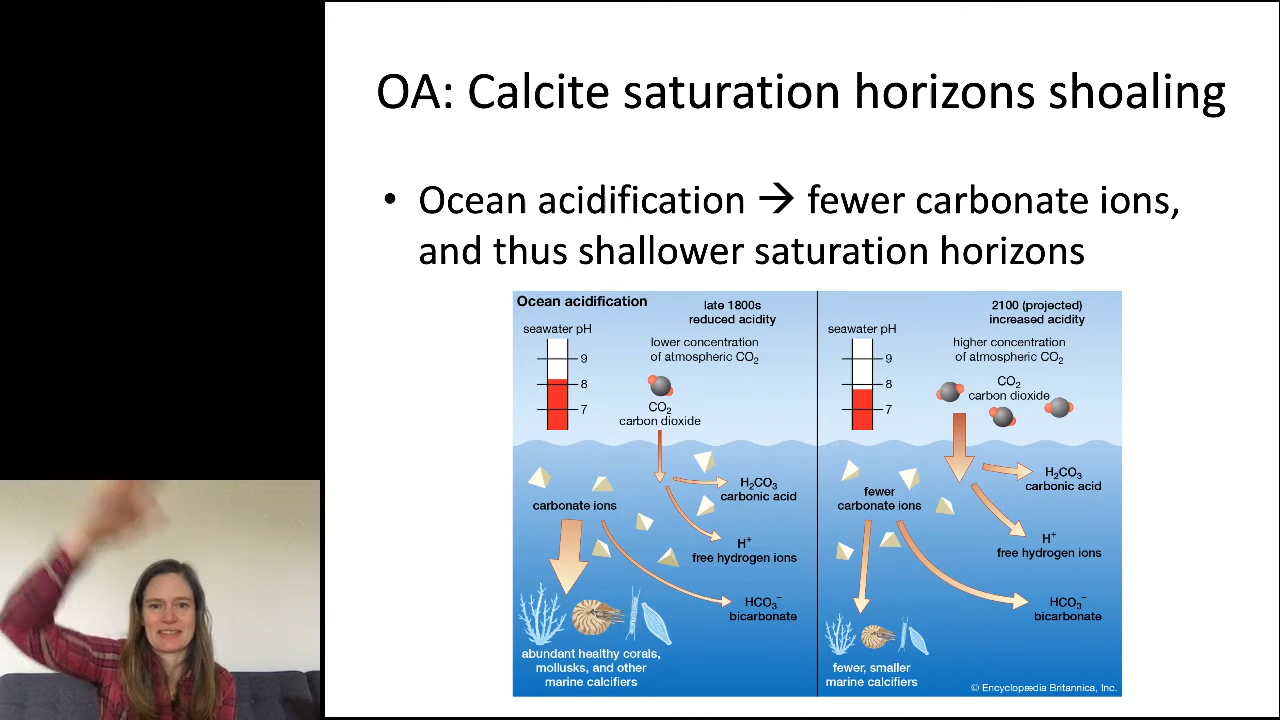 OA: Calcite saturation horizons shoaling
• Ocean acidification → fewer carbonate ions,
and thus shallower saturation horizons
Ocean acidification
late 1800s
reduced acidity
seawater pH
9
8
7
lower concentration
of atmospheric CO₂
CO₂
carbon dioxide
carbonate ions
H₂CO₃
carbonic acid
H⁺
free hydrogen ions
HCO₃⁻
bicarbonate
abundant healthy corals,
mollusks, and other
marine calcifiers
2100 (projected)
increased acidity
seawater pH
9
8
7
higher concentration
of atmospheric CO₂
CO₂
carbon dioxide
fewer
carbonate ions
H₂CO₃
carbonic acid
H⁺
free hydrogen ions
HCO₃⁻
bicarbonate
fewer, smaller
marine calcifiers
© Encyclopædia Britannica, Inc.